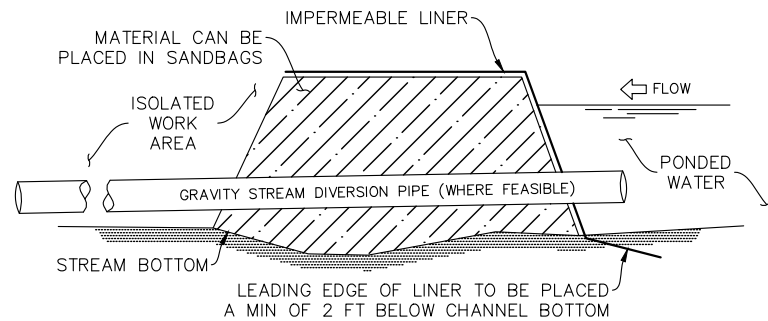 IMPERMEABLE LINER
MATERIAL CAN BE
PLACED IN SANDBAGS
FLOW
ISOLATED
WORK
AREA
PONDED
WATER
GRAVITY STREAM DIVERSION PIPE (WHERE FEASIBLE)
STREAM BOTTOM
LEADING EDGE OF LINER TO BE PLACED
A MIN OF 2 FT BELOW CHANNEL BOTTOM